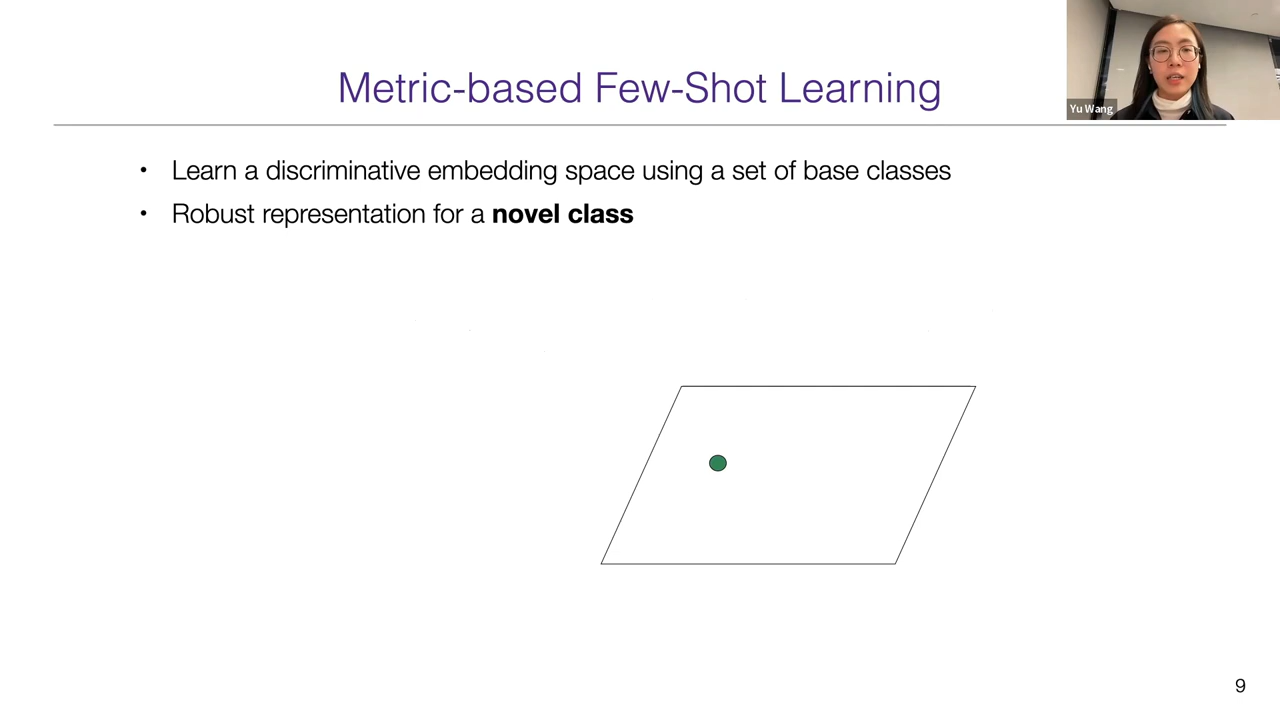 Metric-based Few-Shot Learning
Yu Wang
• Learn a discriminative embedding space using a set of base classes
• Robust representation for a novel class
9